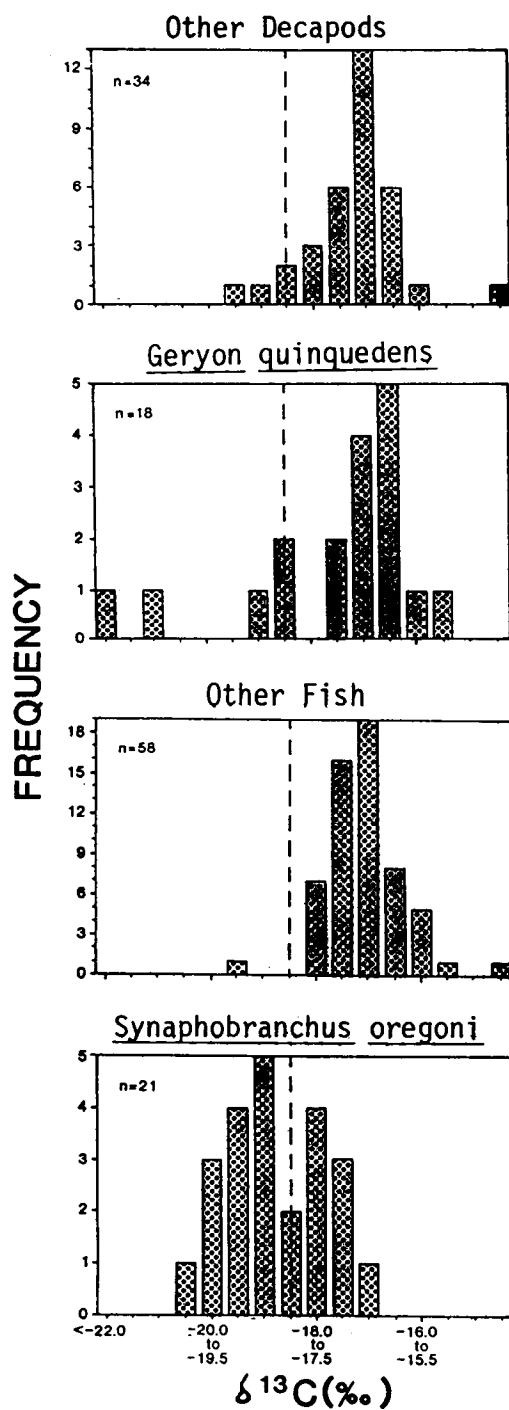 Other Decapods
13
n=34
9
6
3
0
Geryon quinquedens
5
n=18
4
3
2
1
0
FREQUENCY
Other Fish
18
n=58
15
12
9
6
3
0
Synaphobranchus oregoni
5
n=21
4
3
2
1
0
<-22.0 -20.0 -18.0 -16.0
to to to
-19.5 -17.5 -15.5
δ 13C(‰)